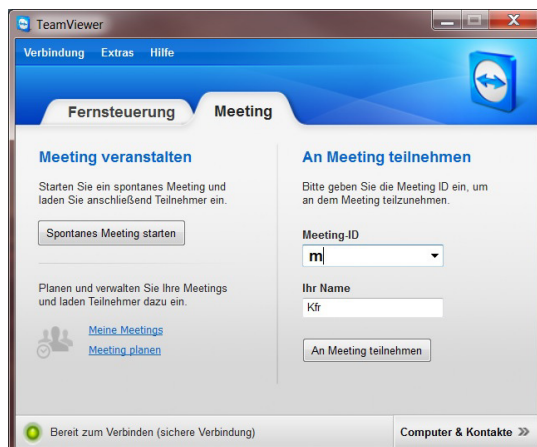 TeamViewer
Verbindung Extras Hilfe
Fernsteuerung Meeting
Meeting veranstalten
Starten Sie ein spontanes Meeting und
laden Sie anschließend Teilnehmer ein.
Spontanes Meeting starten
Planen und verwalten Sie Ihre Meetings
und laden Teilnehmer dazu ein.
Meine Meetings
Meeting planen
An Meeting teilnehmen
Bitte geben Sie die Meeting ID ein, um
an dem Meeting teilzunehmen.
Meeting-ID
m
Ihr Name
Kfr
An Meeting teilnehmen
Bereit zum Verbinden (sichere Verbindung)
Computer & Kontakte